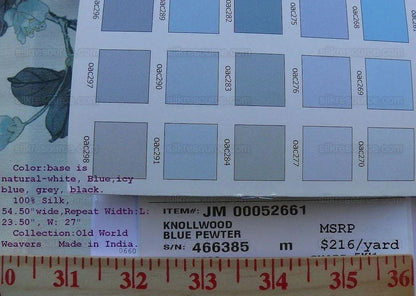 oac296
oac289
oac282
oac275
oac268
oac297
oac290
oac283
oac276
oac269
oac298
oac291
oac284
oac277
oac270
Color:base is
natural-white, Blue,icy
blue, grey, black.
100% Silk,
54.50"wide,Repeat Width:L:
23.50", W: 27"
Collection:Old World
Weavers Made in India.
0660
ITEM#: JM 00052661
KNOLLWOOD
BLUE PEWTER
S/N: 466385 m
MSRP
$216/yard
0 31 32 33 34 35 36